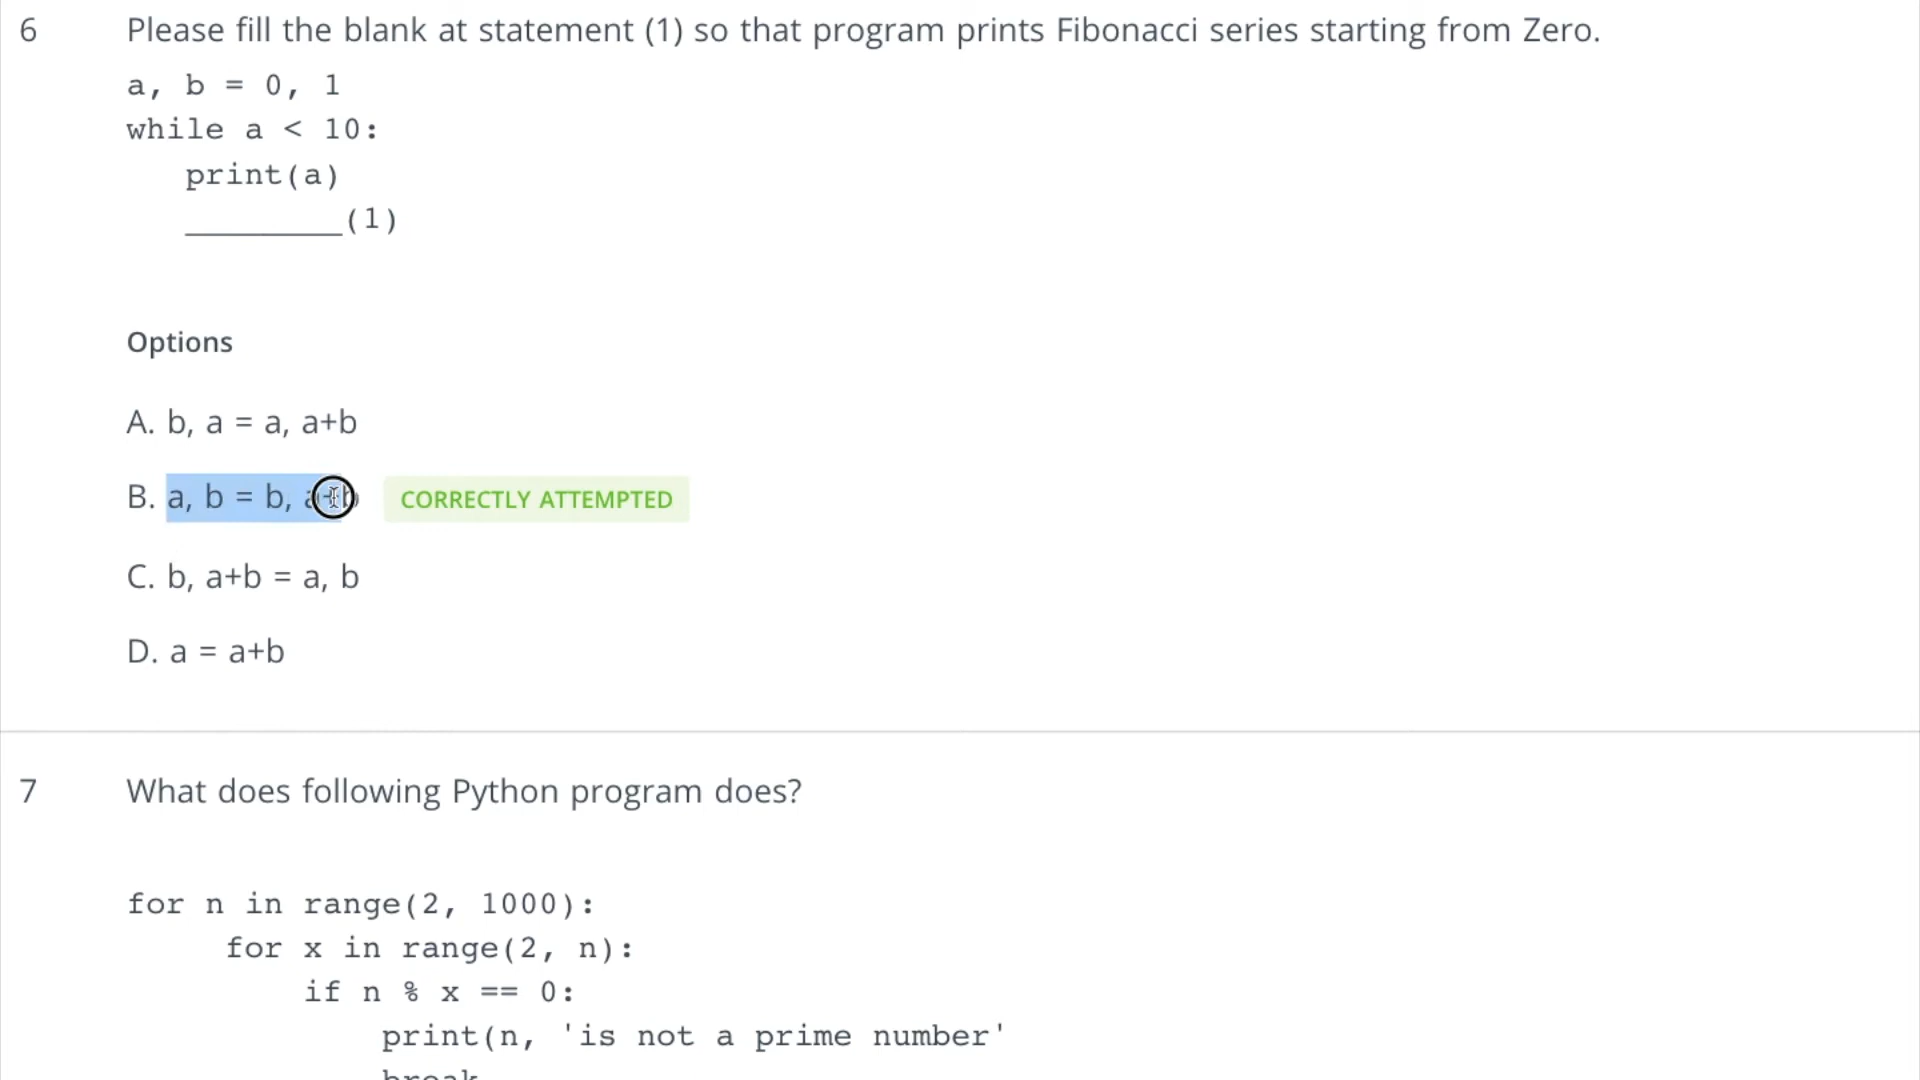 6 Please fill the blank at statement (1) so that program prints Fibonacci series starting from Zero.
a, b = 0, 1
while a < 10:
print(a)
________(1)
Options
A. b, a = a, a+b
B. a, b = b, a+b CORRECTLY ATTEMPTED
C. b, a+b = a, b
D. a = a+b
7 What does following Python program does?
for n in range(2, 1000):
for x in range(2, n):
if n % x == 0:
print(n, 'is not a prime number'
break